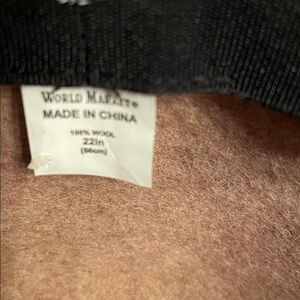 WORLD MARKET®
MADE IN CHINA
100% WOOL
22in
(56cm)